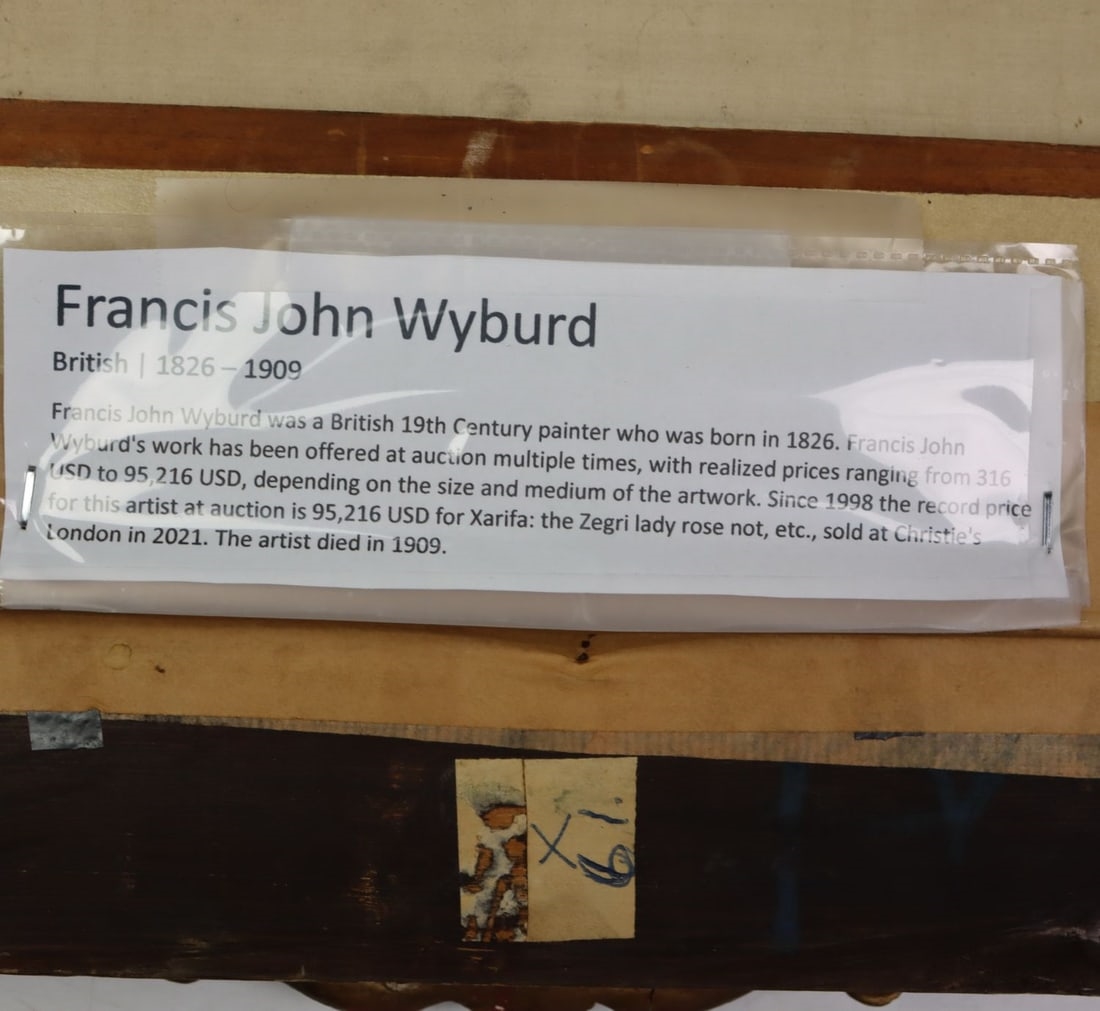 Francis John Wyburd
British | 1826 – 1909
Francis John Wyburd was a British 19th Century painter who was born in 1826. Francis John
Wyburd's work has been offered at auction multiple times, with realized prices ranging from 316
USD to 95,216 USD, depending on the size and medium of the artwork. Since 1998 the record price
for this artist at auction is 95,216 USD for Xarifa: the Zegri lady rose not, etc., sold at Christie's
London in 2021. The artist died in 1909.